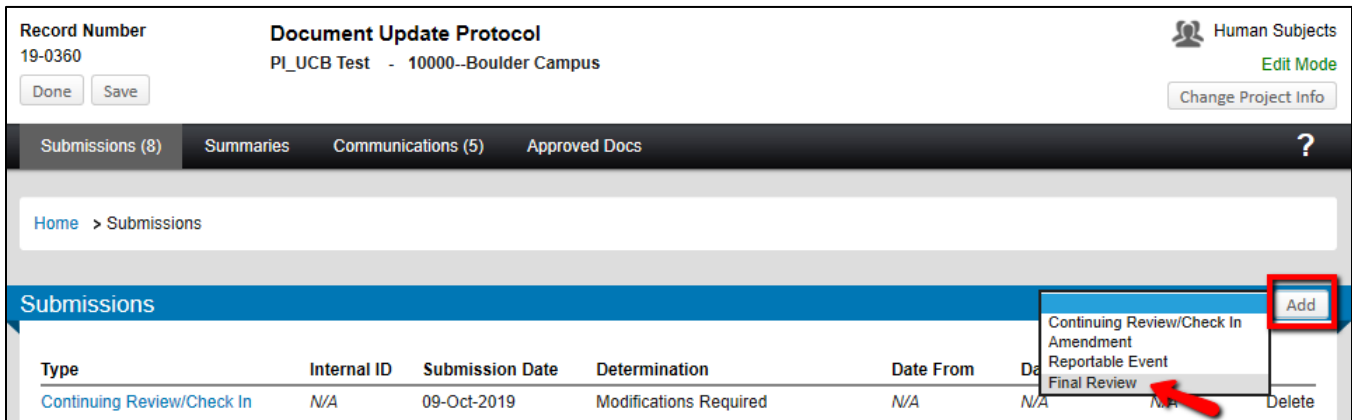 Record Number
Document Update Protocol
Human Subjects
19-0360
PI_UCB Test - 10000--Boulder Campus
Edit Mode
Done Save
Change Project Info
Submissions (8) Summaries Communications (5) Approved Docs ?
Home > Submissions
Submissions
Add
Continuing Review/Check In
Amendment
Reportable Event
Final Review
Type Internal ID Submission Date Determination Date From
Continuing Review/Check In N/A 09-Oct-2019 Modifications Required N/A N/A N/A Delete